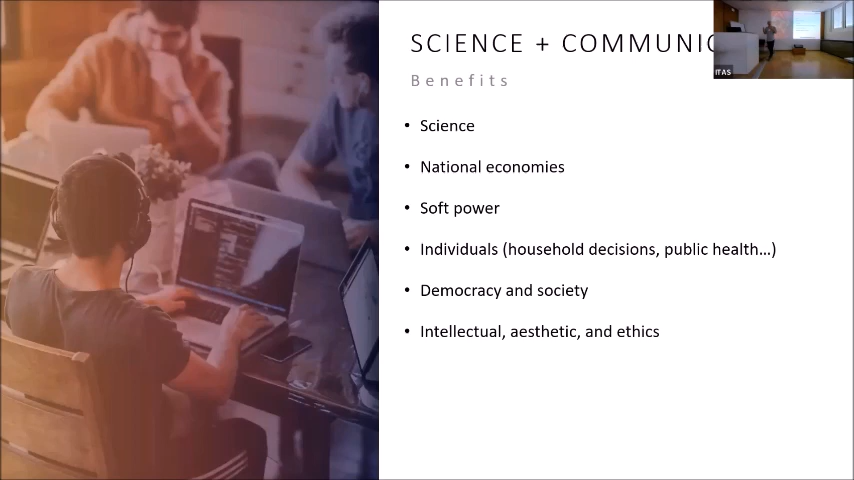 SCIENCE + COMMUNIC
Benefits
ITAS
• Science
• National economies
• Soft power
• Individuals (household decisions, public health…)
• Democracy and society
• Intellectual, aesthetic, and ethics